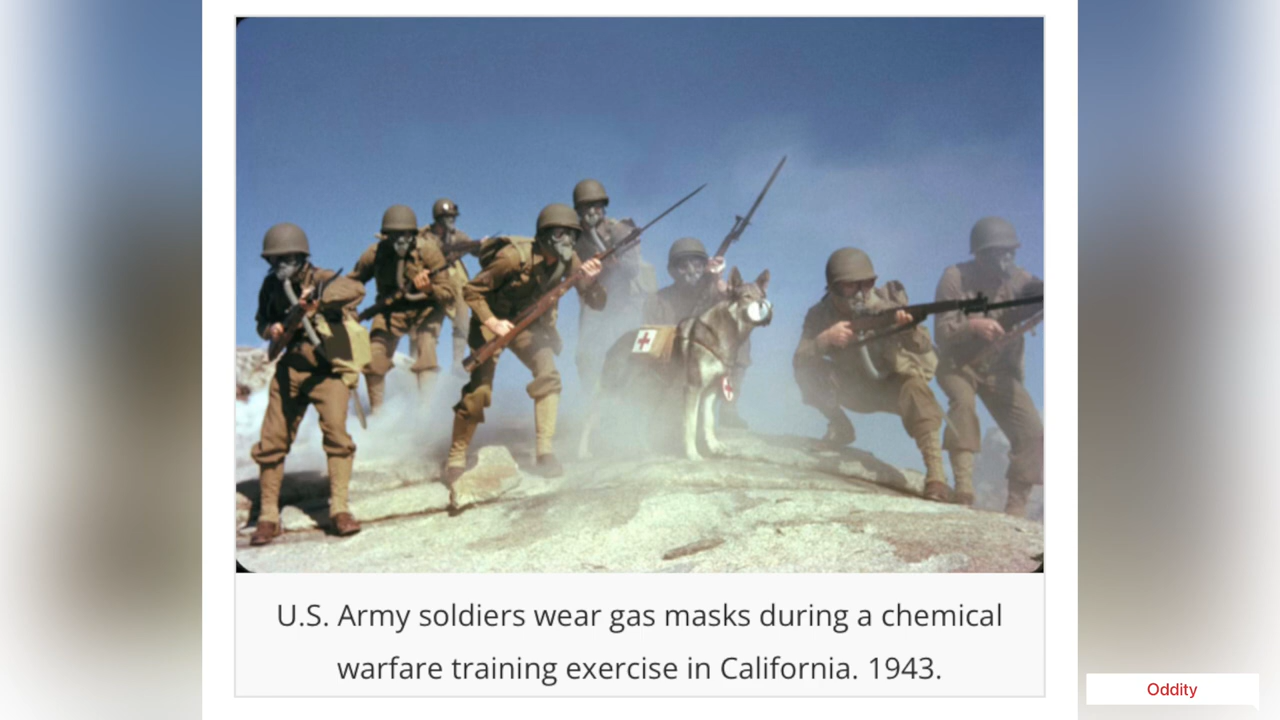 U.S. Army soldiers wear gas masks during a chemical
warfare training exercise in California. 1943.
Oddity